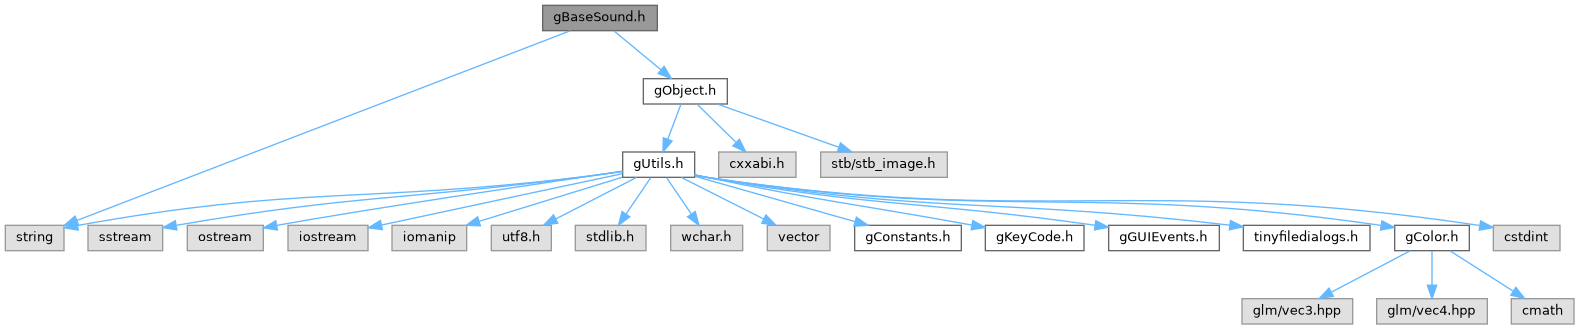 gBaseSound.h
gObject.h
gUtils.h
cxxabi.h
stb/stb_image.h
string
sstream
ostream
iostream
iomanip
utf8.h
stdlib.h
wchar.h
vector
gConstants.h
gKeyCode.h
gGUIEvents.h
tinyfiledialogs.h
gColor.h
cstdint
glm/vec3.hpp
glm/vec4.hpp
cmath